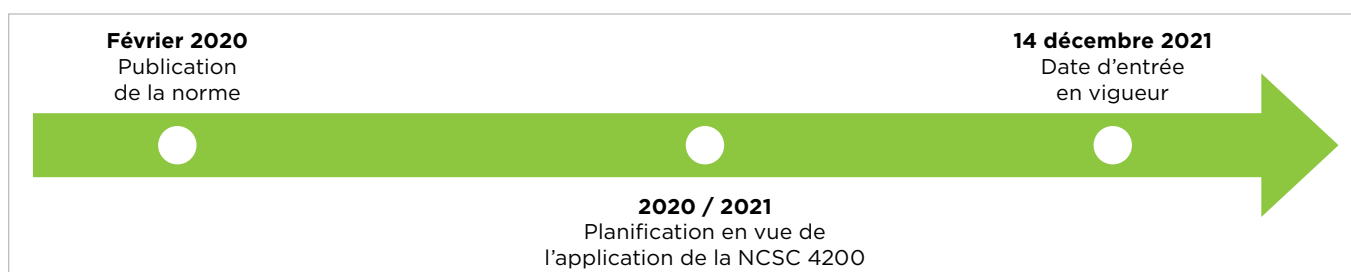 Février 2020
Publication
de la norme
14 décembre 2021
Date d'entrée
en vigueur
2020 / 2021
Planification en vue de
l'application de la NCSC 4200